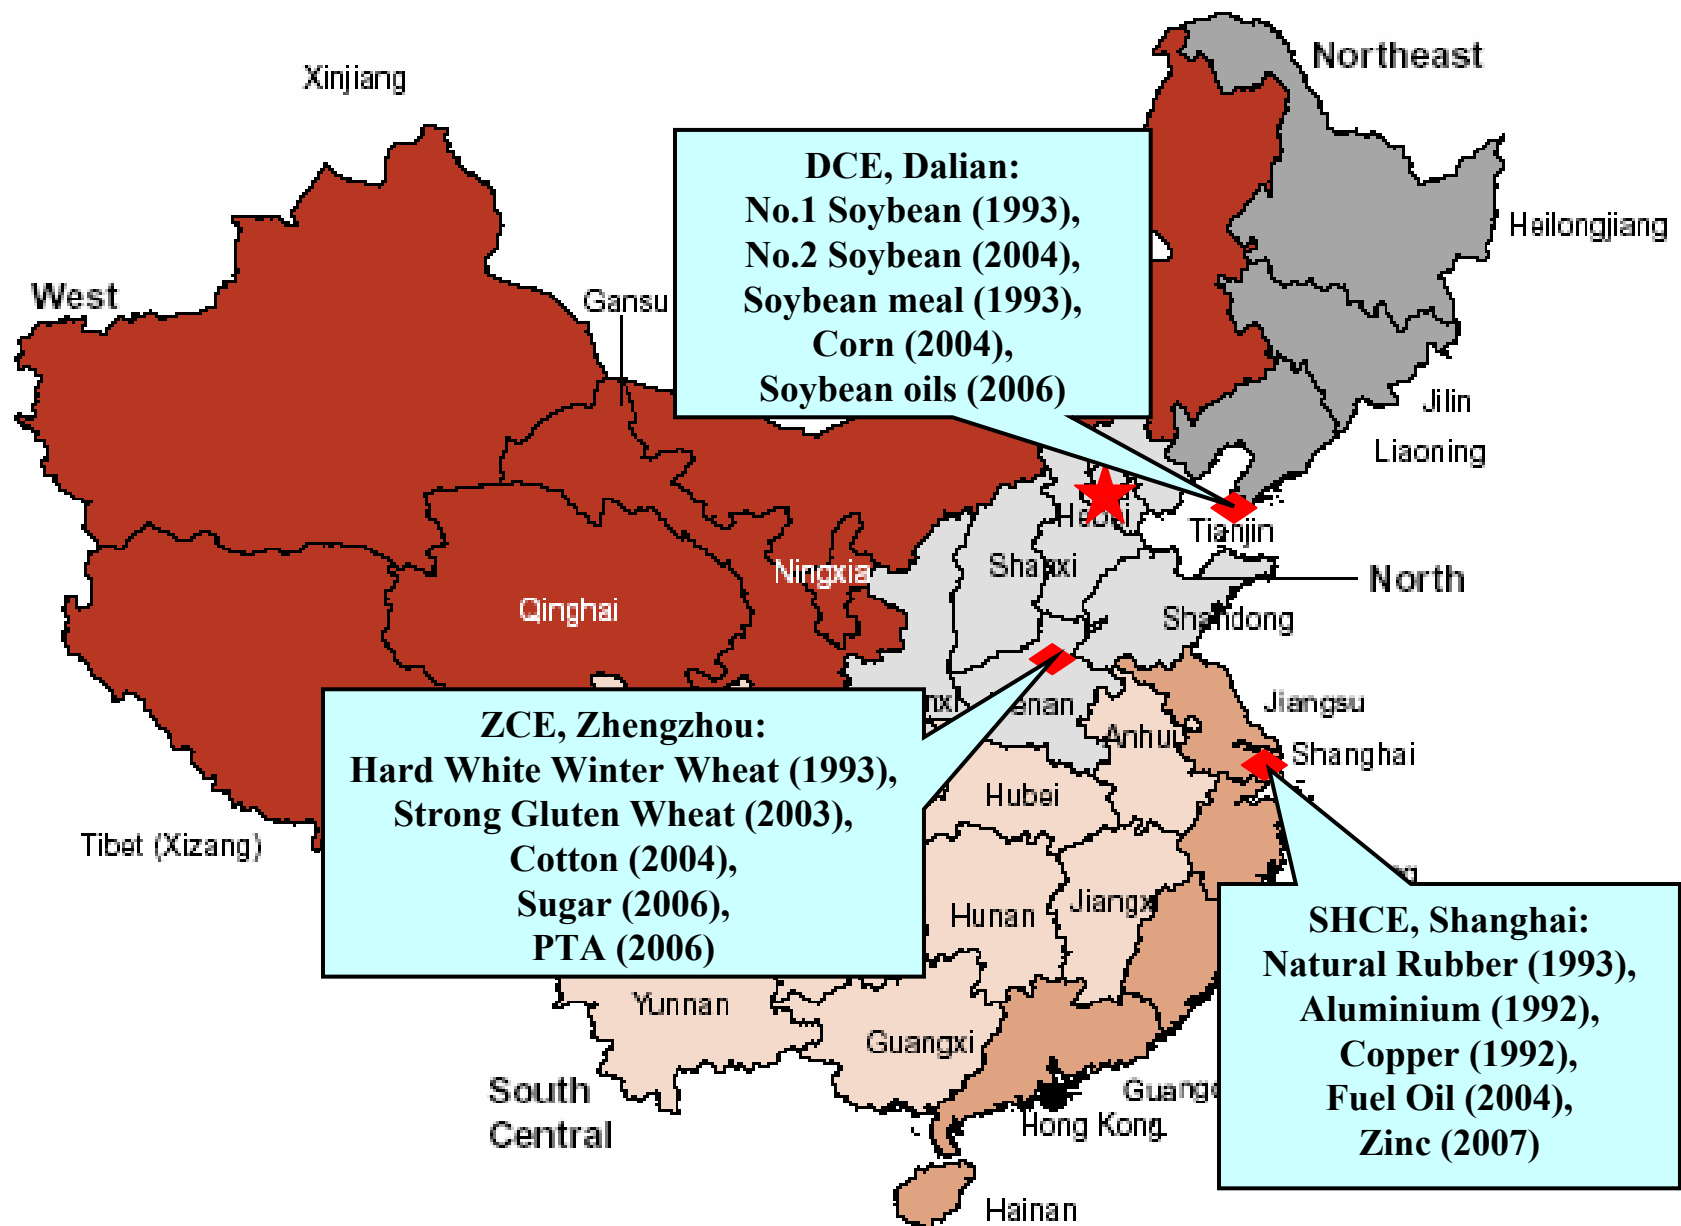 Northeast
Xinjiang
DCE, Dalian:
No.1 Soybean (1993),
No.2 Soybean (2004),
Soybean meal (1993),
Corn (2004),
Soybean oils (2006)
Heilongjiang
West
Gansu
Jilin
Liaoning
Hebei
Tianjin
Shanxi
Ningxia
North
Qinghai
Shandong
Jiangsu
Anhui
Shanghai
ZCE, Zhengzhou:
Hard White Winter Wheat (1993),
Strong Gluten Wheat (2003),
Cotton (2004),
Sugar (2006),
PTA (2006)
Hubei
Tibet (Xizang)
Hunan
SHCE, Shanghai:
Natural Rubber (1993),
Aluminium (1992),
Copper (1992),
Fuel Oil (2004),
Zinc (2007)
Yunnan
Guangxi
South
Central
Hong Kong
Hainan